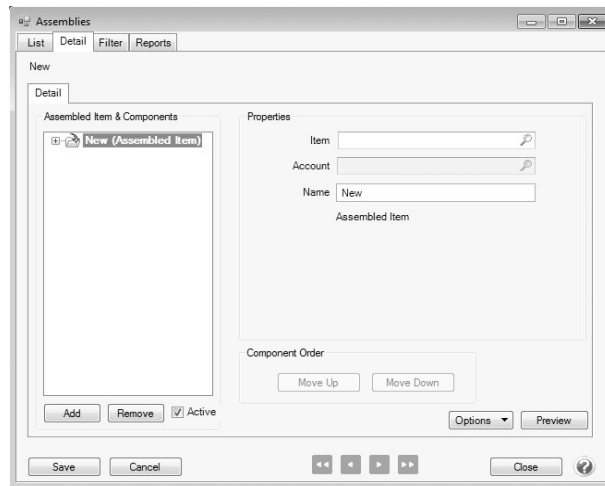 Assemblies
List Detail Filter Reports
New
Detail
Assembled Item & Components
New (Assembled Item)
Add Remove Active
Properties
Item
Account
Name New
Assembled Item
Component Order
Move Up Move Down
Options Preview
Save Cancel Close ?